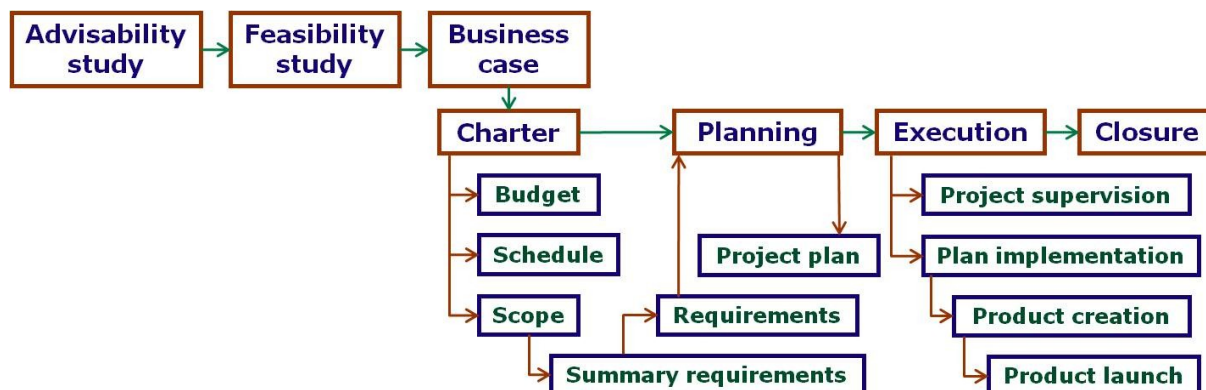 Advisability
study
Feasibility
study
Business
case
Charter
Planning
Execution
Closure
Budget
Schedule
Scope
Summary requirements
Requirements
Project plan
Project supervision
Plan implementation
Product creation
Product launch